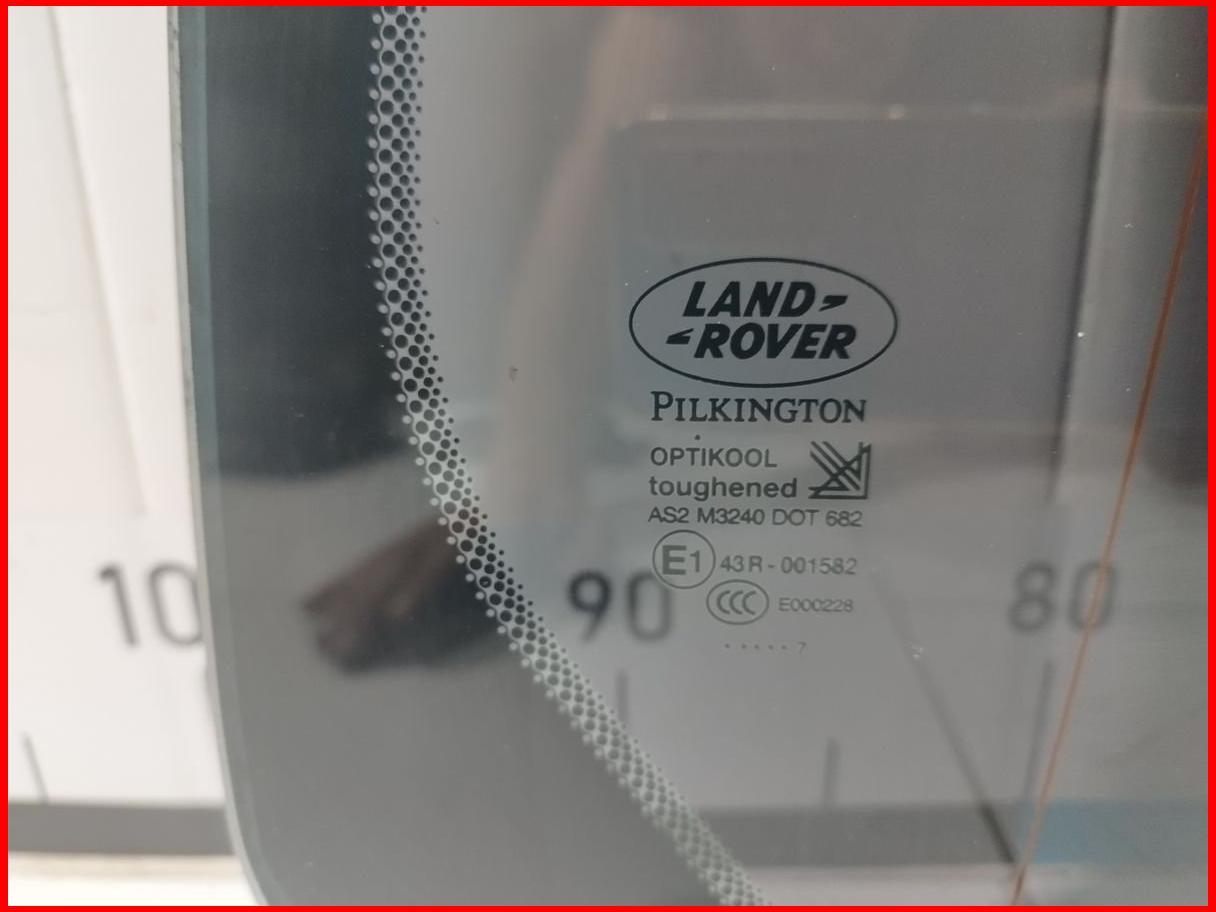 LAND
ROVER
PILKINGTON
OPTIKOOL
toughened
AS2 M3240 DOT 682
E1 43R-001582
CCC E000228
. . . . . 7
10 90 80